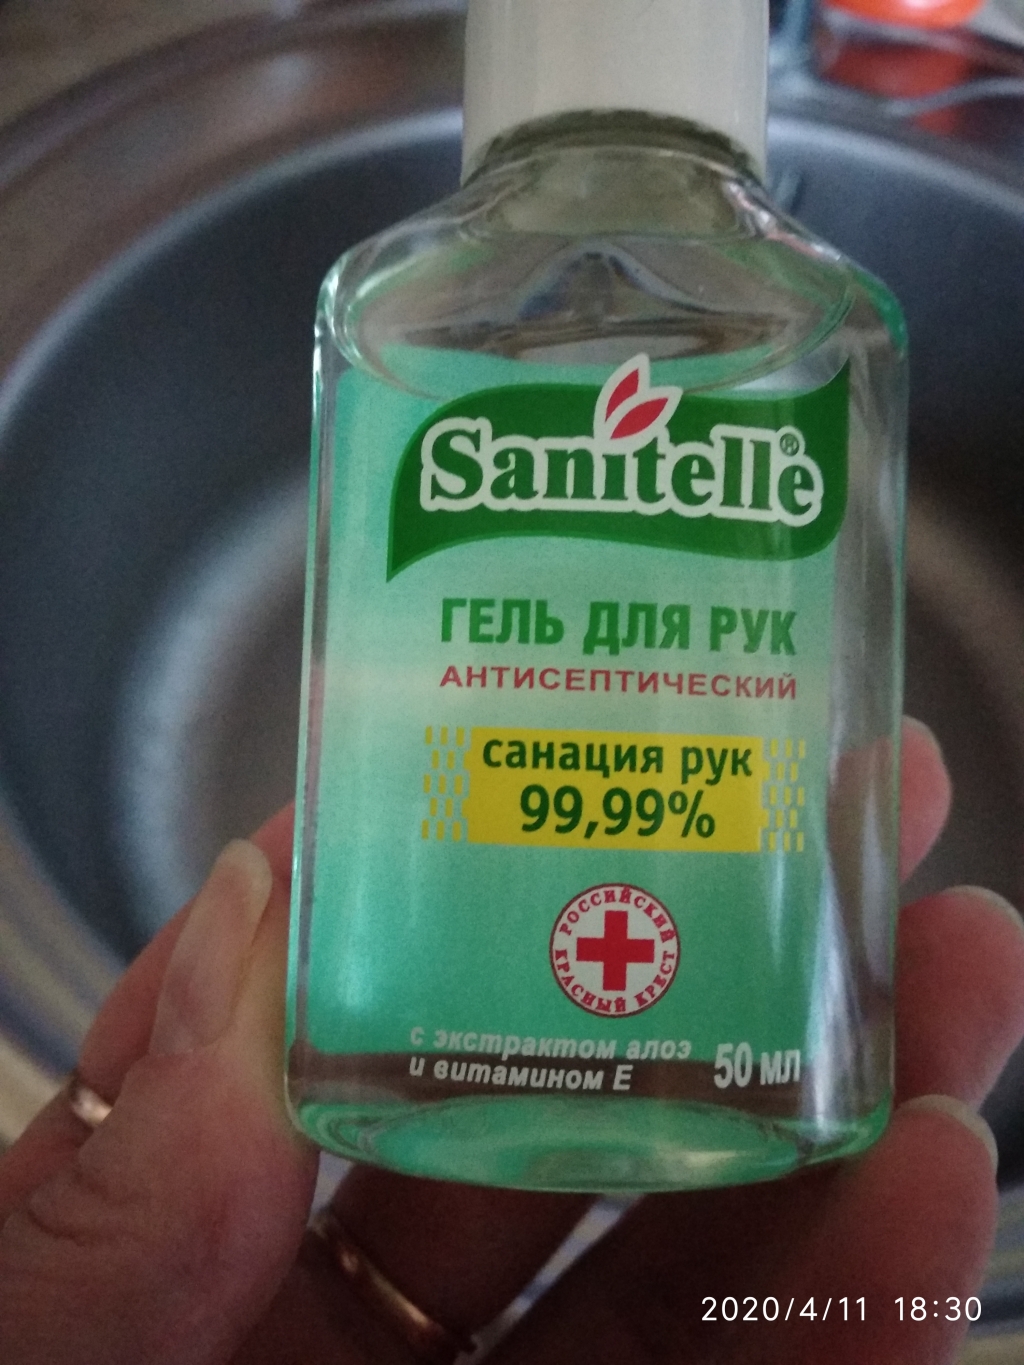 Sanitelle®
ГЕЛЬ ДЛЯ РУК
АНТИСЕПТИЧЕСКИЙ
санация рук
99,99%
РОССИЙСКИЙ
КРАСНЫЙ КРЕСТ
с экстрактом алоэ
и витамином Е
50 мл
2020/4/11 18:30